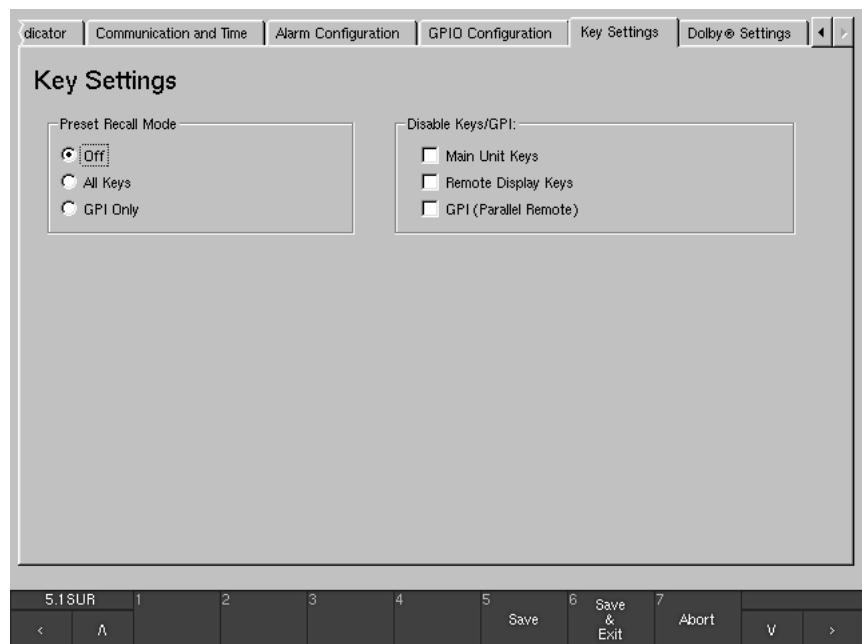 dicator Communication and Time Alarm Configuration GPIO Configuration Key Settings Dolby® Settings
Key Settings
Preset Recall Mode
Off
All Keys
GPI Only
Disable Keys/GPI:
Main Unit Keys
Remote Display Keys
GPI (Parallel Remote)
5.1SUR 1 2 3 4 5 Save 6 Save & Exit 7 Abort
< Λ V >